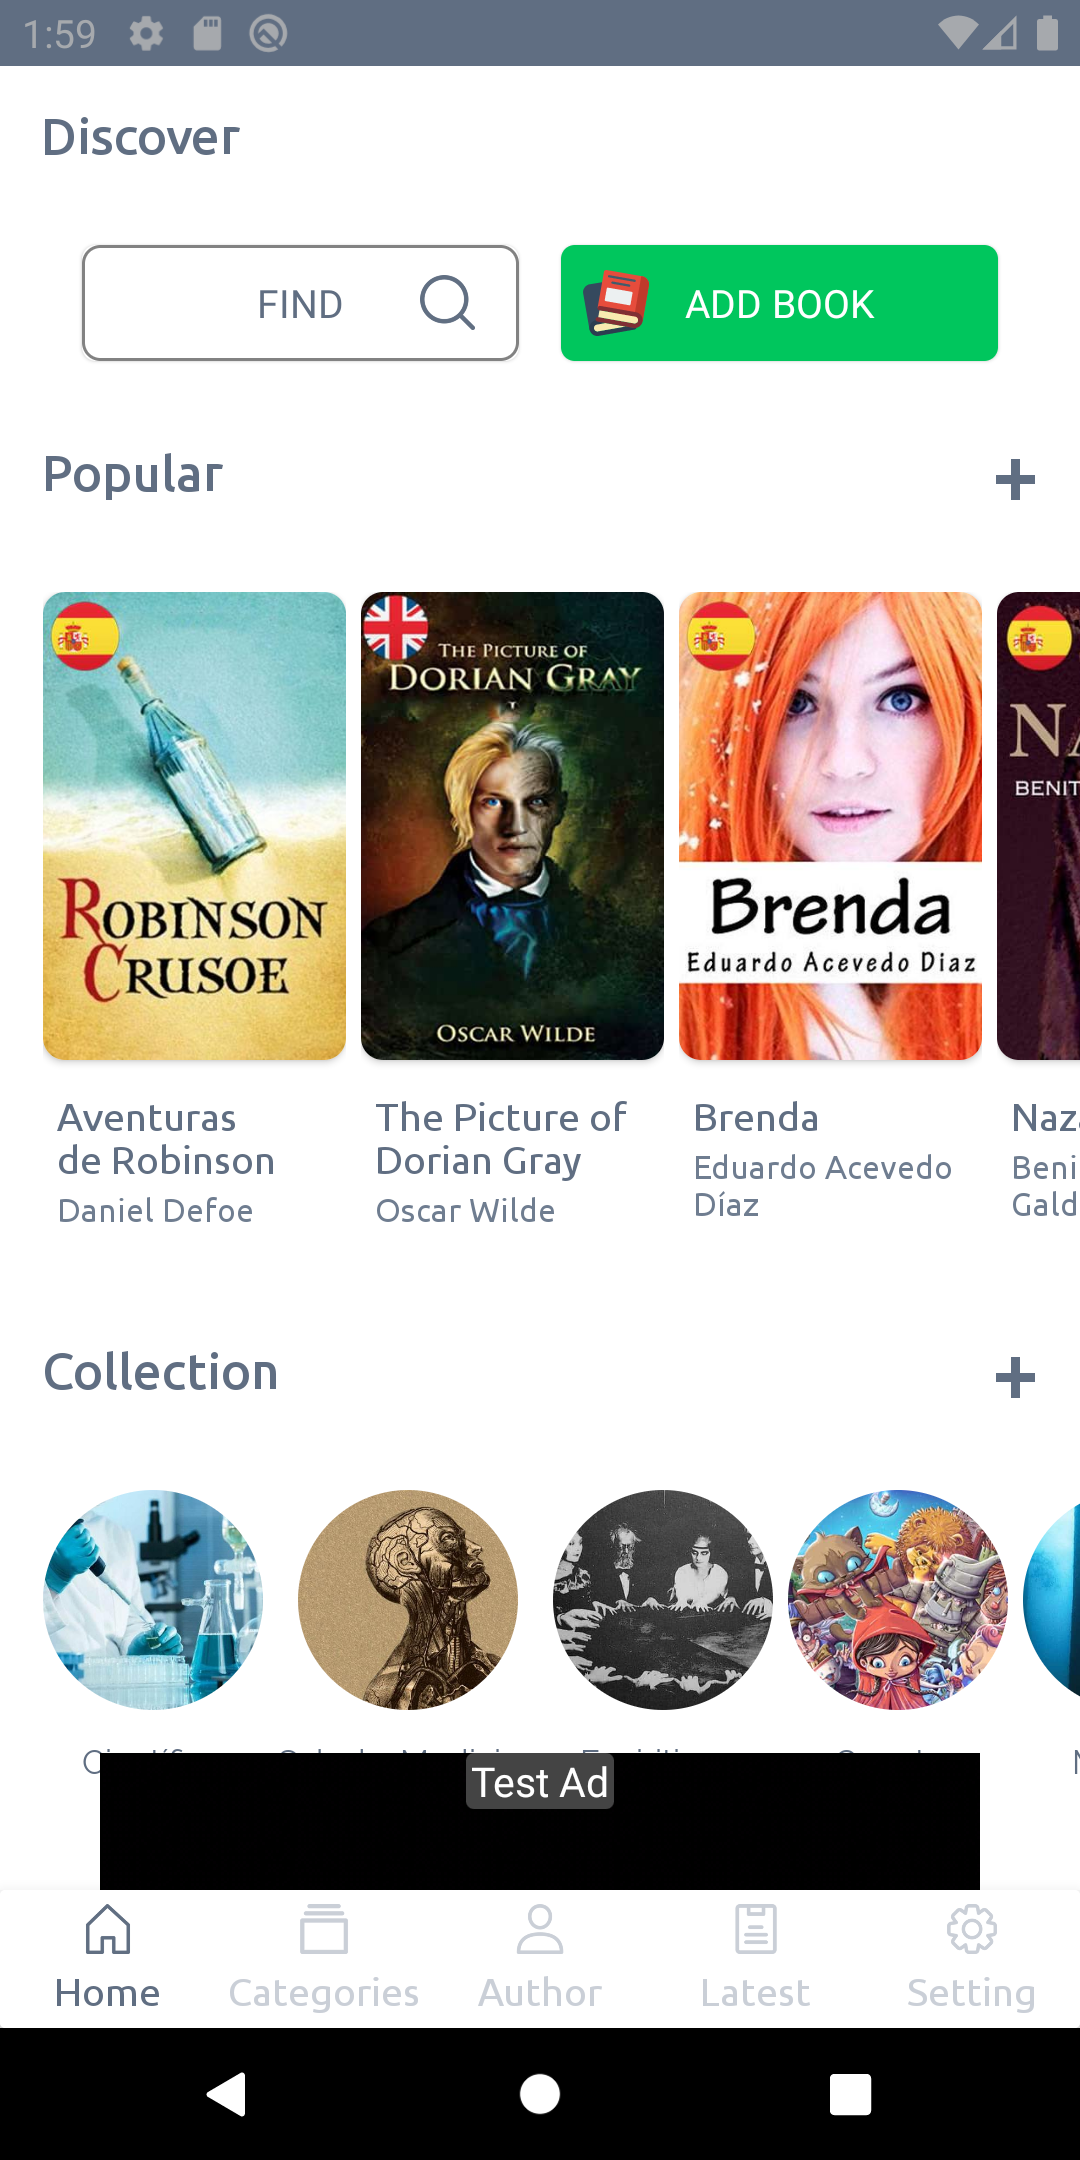 1:59
Discover
FIND
ADD BOOK
Popular
THE PICTURE OF
DORIAN GRAY
ROBINSON
CRUSOE
OSCAR WILDE
Brenda
Eduardo Acevedo Diaz
BENIT
Aventuras
de Robinson
Daniel Defoe
The Picture of
Dorian Gray
Oscar Wilde
Brenda
Eduardo Acevedo
Díaz
Naz
Beni
Gald
Collection
Test Ad
Home
Categories
Author
Latest
Setting